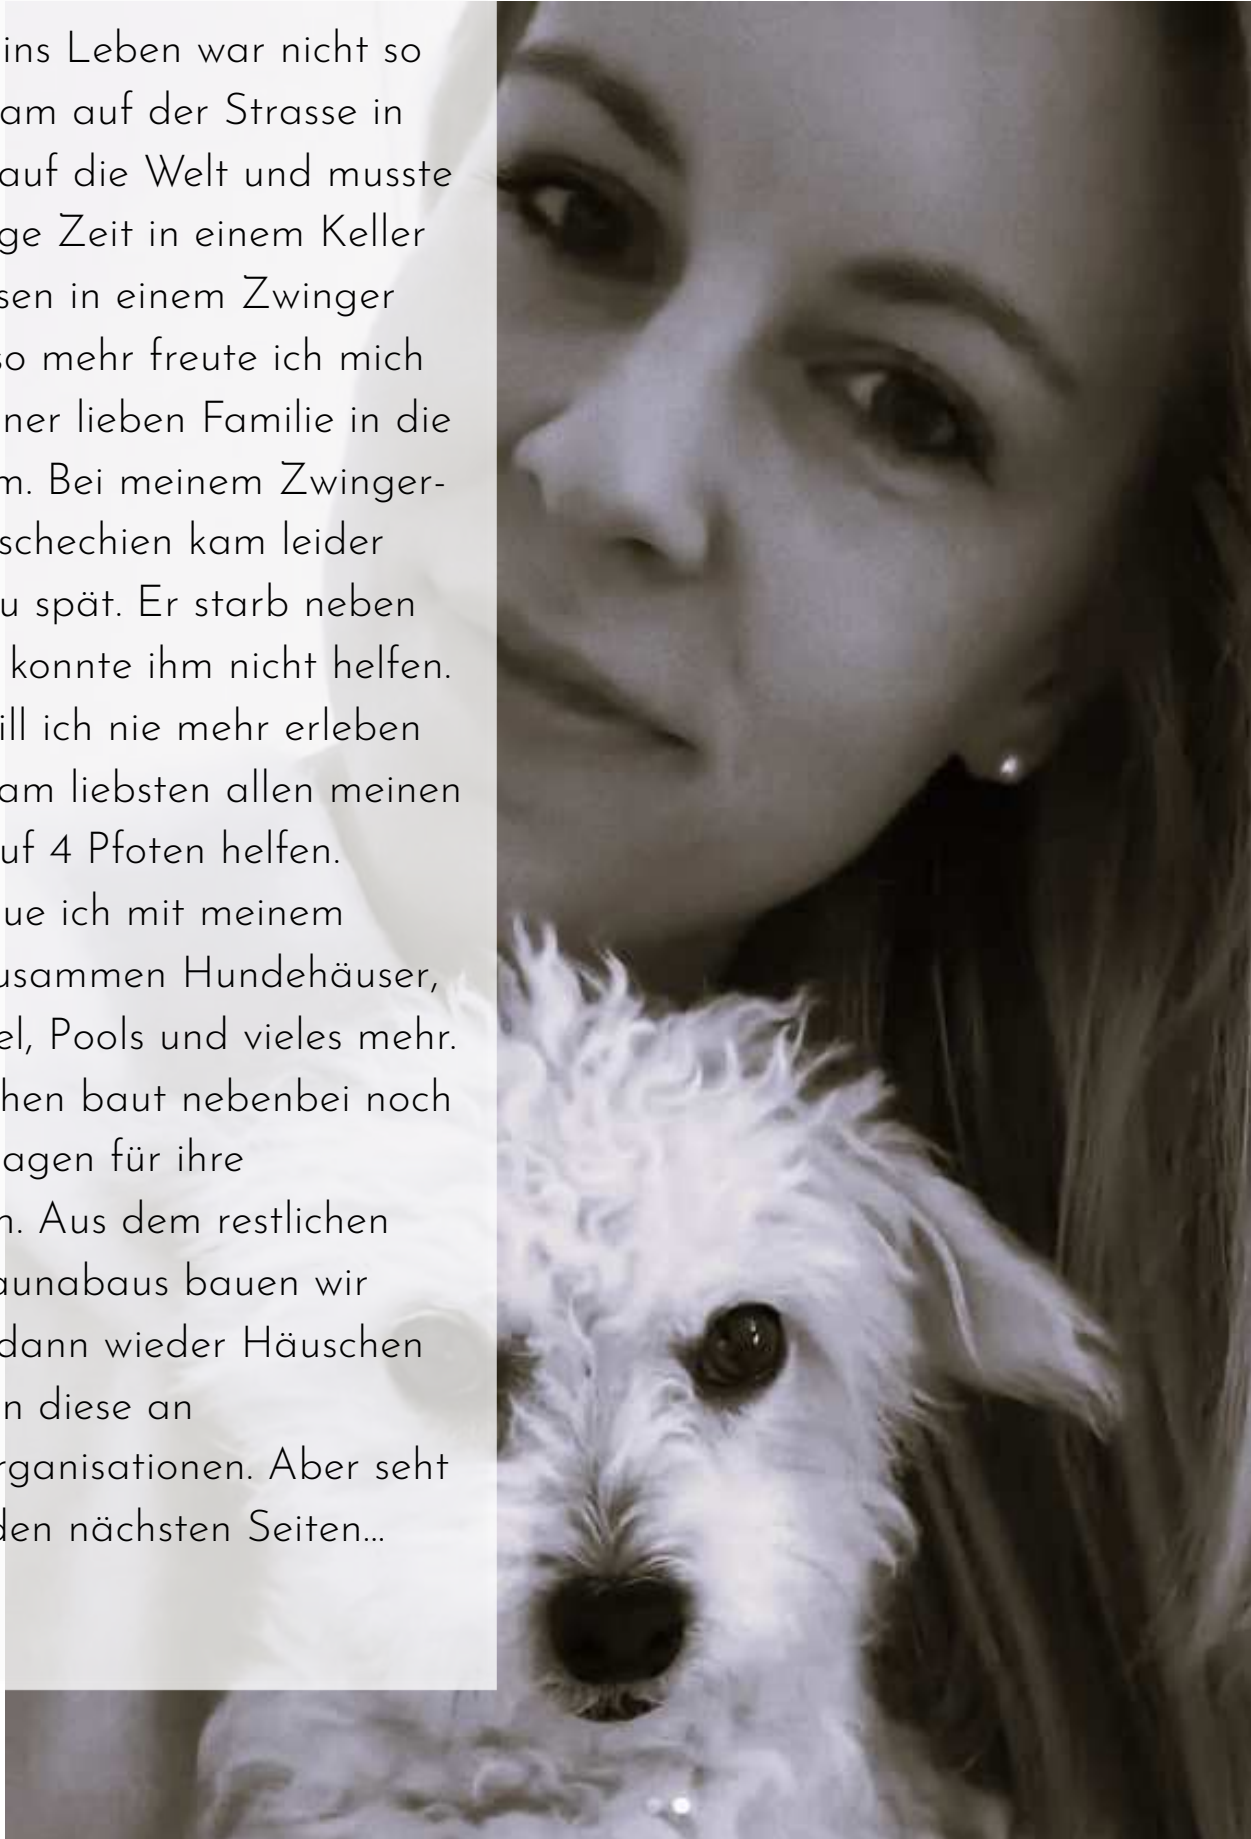 ins Leben war nicht so
am auf der Strasse in
auf die Welt und musste
ge Zeit in einem Keller
sen in einem Zwinger
so mehr freute ich mich
ner lieben Familie in die
m. Bei meinem Zwinger-
schechien kam leider
u spät. Er starb neben
konnte ihm nicht helfen.
ill ich nie mehr erleben
am liebsten allen meinen
uf 4 Pfoten helfen.
ue ich mit meinem
usammen Hundehäuser,
el, Pools und vieles mehr.
hen baut nebenbei noch
agen für ihre
n. Aus dem restlichen
aunabaus bauen wir
dann wieder Häuschen
n diese an
rganisationen. Aber seht
den nächsten Seiten...